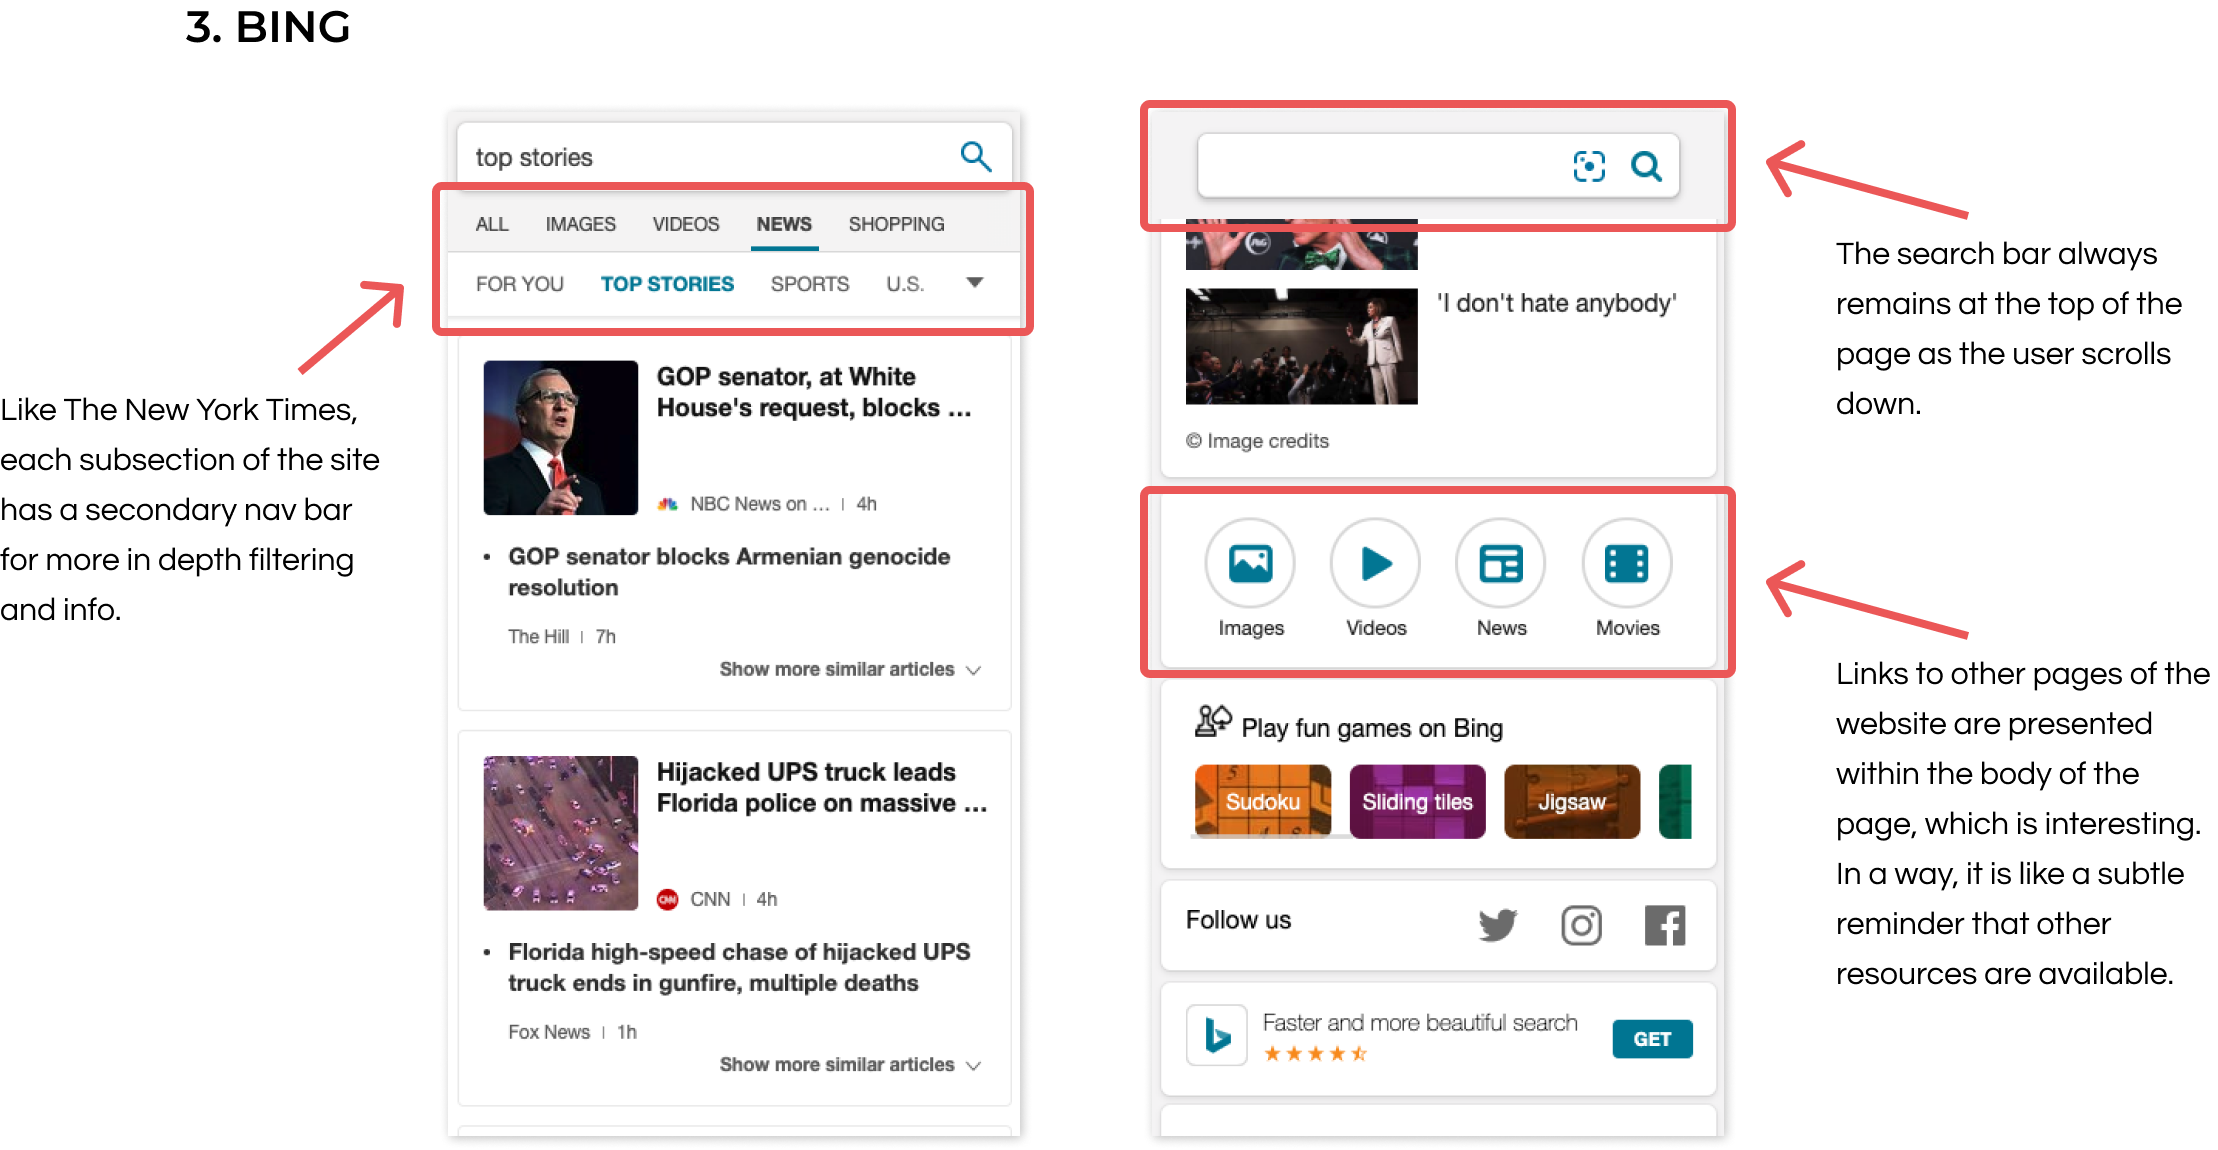 3. BING
top stories
ALL IMAGES VIDEOS NEWS SHOPPING
FOR YOU TOP STORIES SPORTS U.S.
Like The New York Times,
each subsection of the site
has a secondary nav bar
for more in depth filtering
and info.
GOP senator, at White
House's request, blocks ...
NBC News on ... | 4h
• GOP senator blocks Armenian genocide
resolution
The Hill | 7h
Show more similar articles
Hijacked UPS truck leads
Florida police on massive ...
CNN CNN | 4h
• Florida high-speed chase of hijacked UPS
truck ends in gunfire, multiple deaths
Fox News | 1h
Show more similar articles
'I don't hate anybody'
© Image credits
Images Videos News Movies
Play fun games on Bing
Sudoku Sliding tiles Jigsaw
Follow us
Faster and more beautiful search
GET
The search bar always
remains at the top of the
page as the user scrolls
down.
Links to other pages of the
website are presented
within the body of the
page, which is interesting.
In a way, it is like a subtle
reminder that other
resources are available.